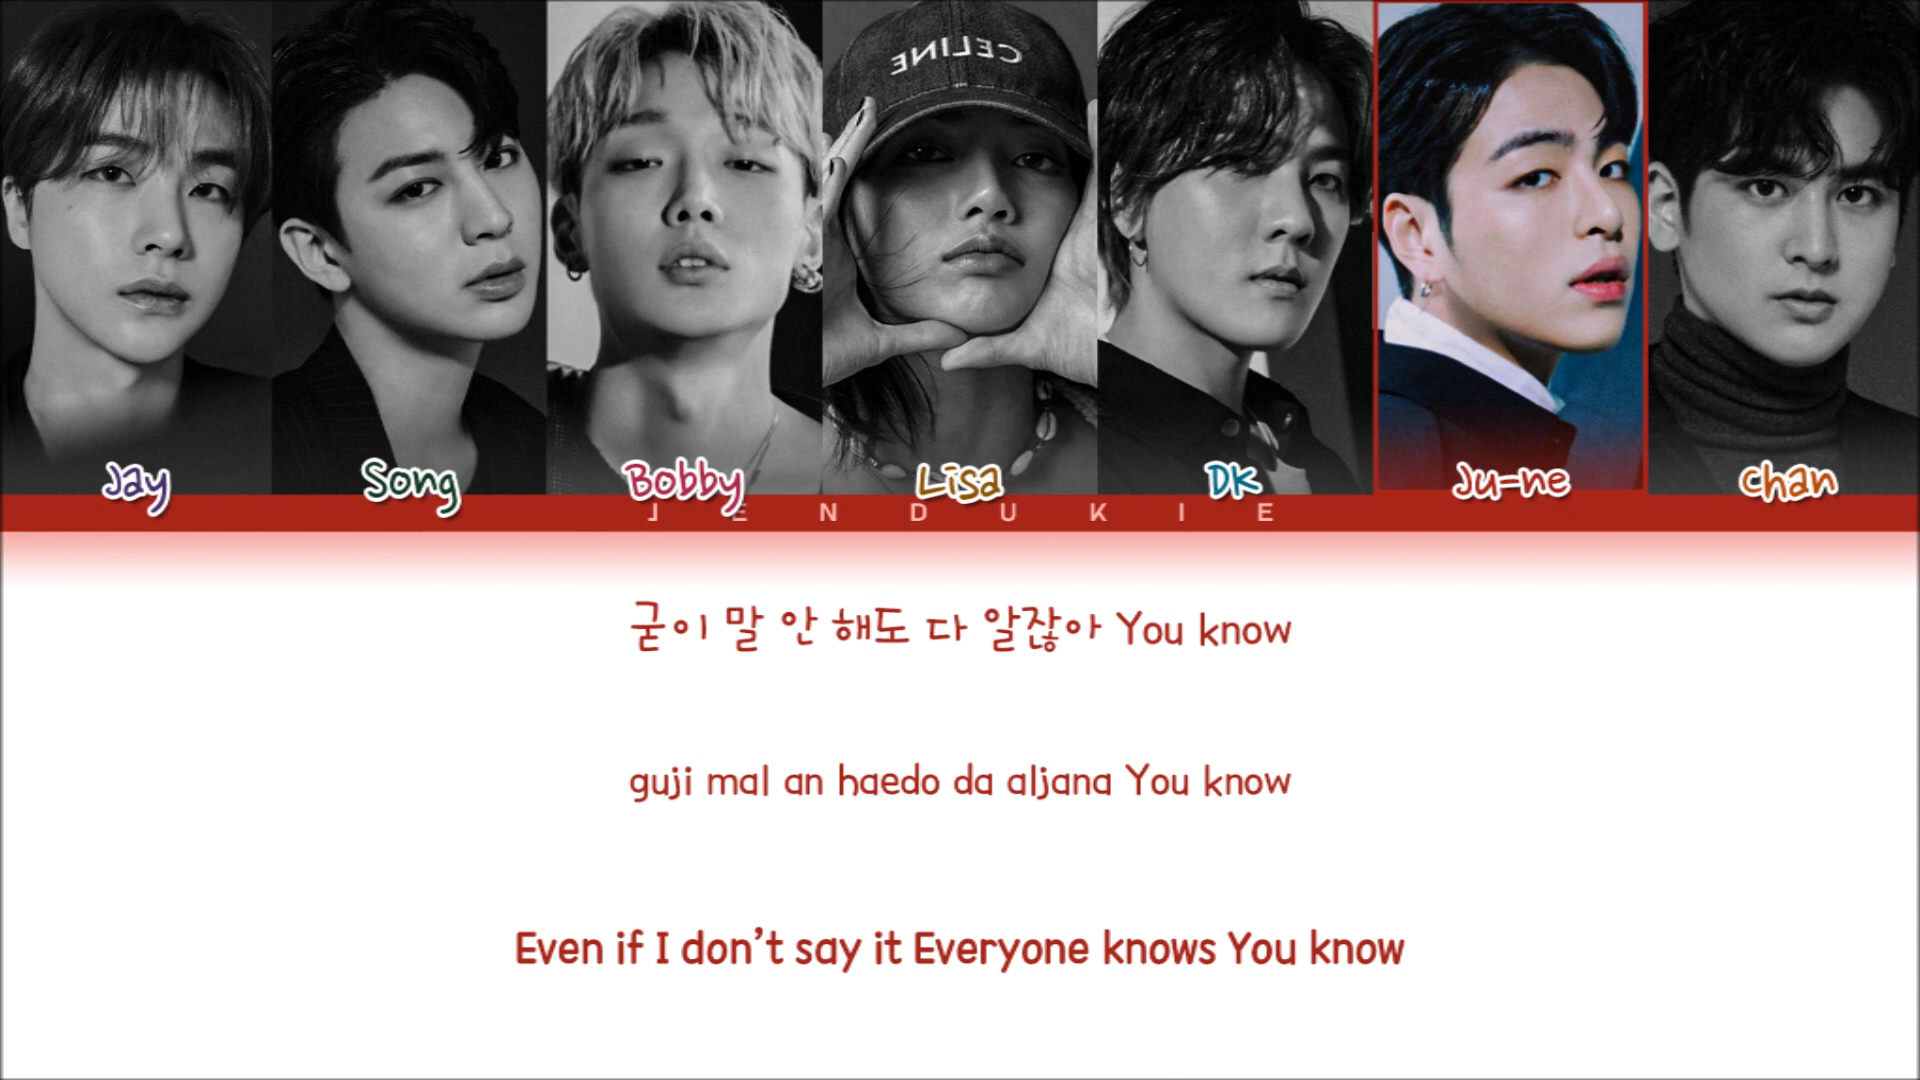 CELINE
Jay Song Bobby Lisa DK Ju-ne chan
JENDUKIE
굳이 말 안 해도 다 알잖아 You know
guji mal an haedo da aljana You know
Even if I don't say it Everyone knows You know